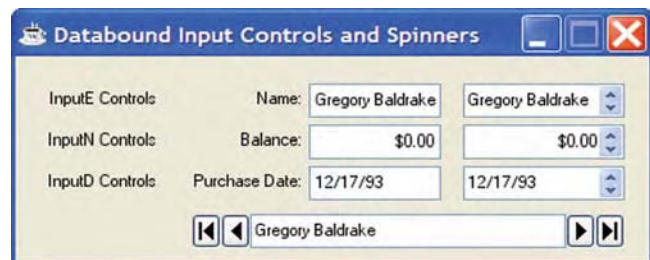 Databound Input Controls and Spinners
InputE Controls Name: Gregory Baldrake Gregory Baldrake
InputN Controls Balance: $0.00 $0.00
InputD Controls Purchase Date: 12/17/93 12/17/93
Gregory Baldrake